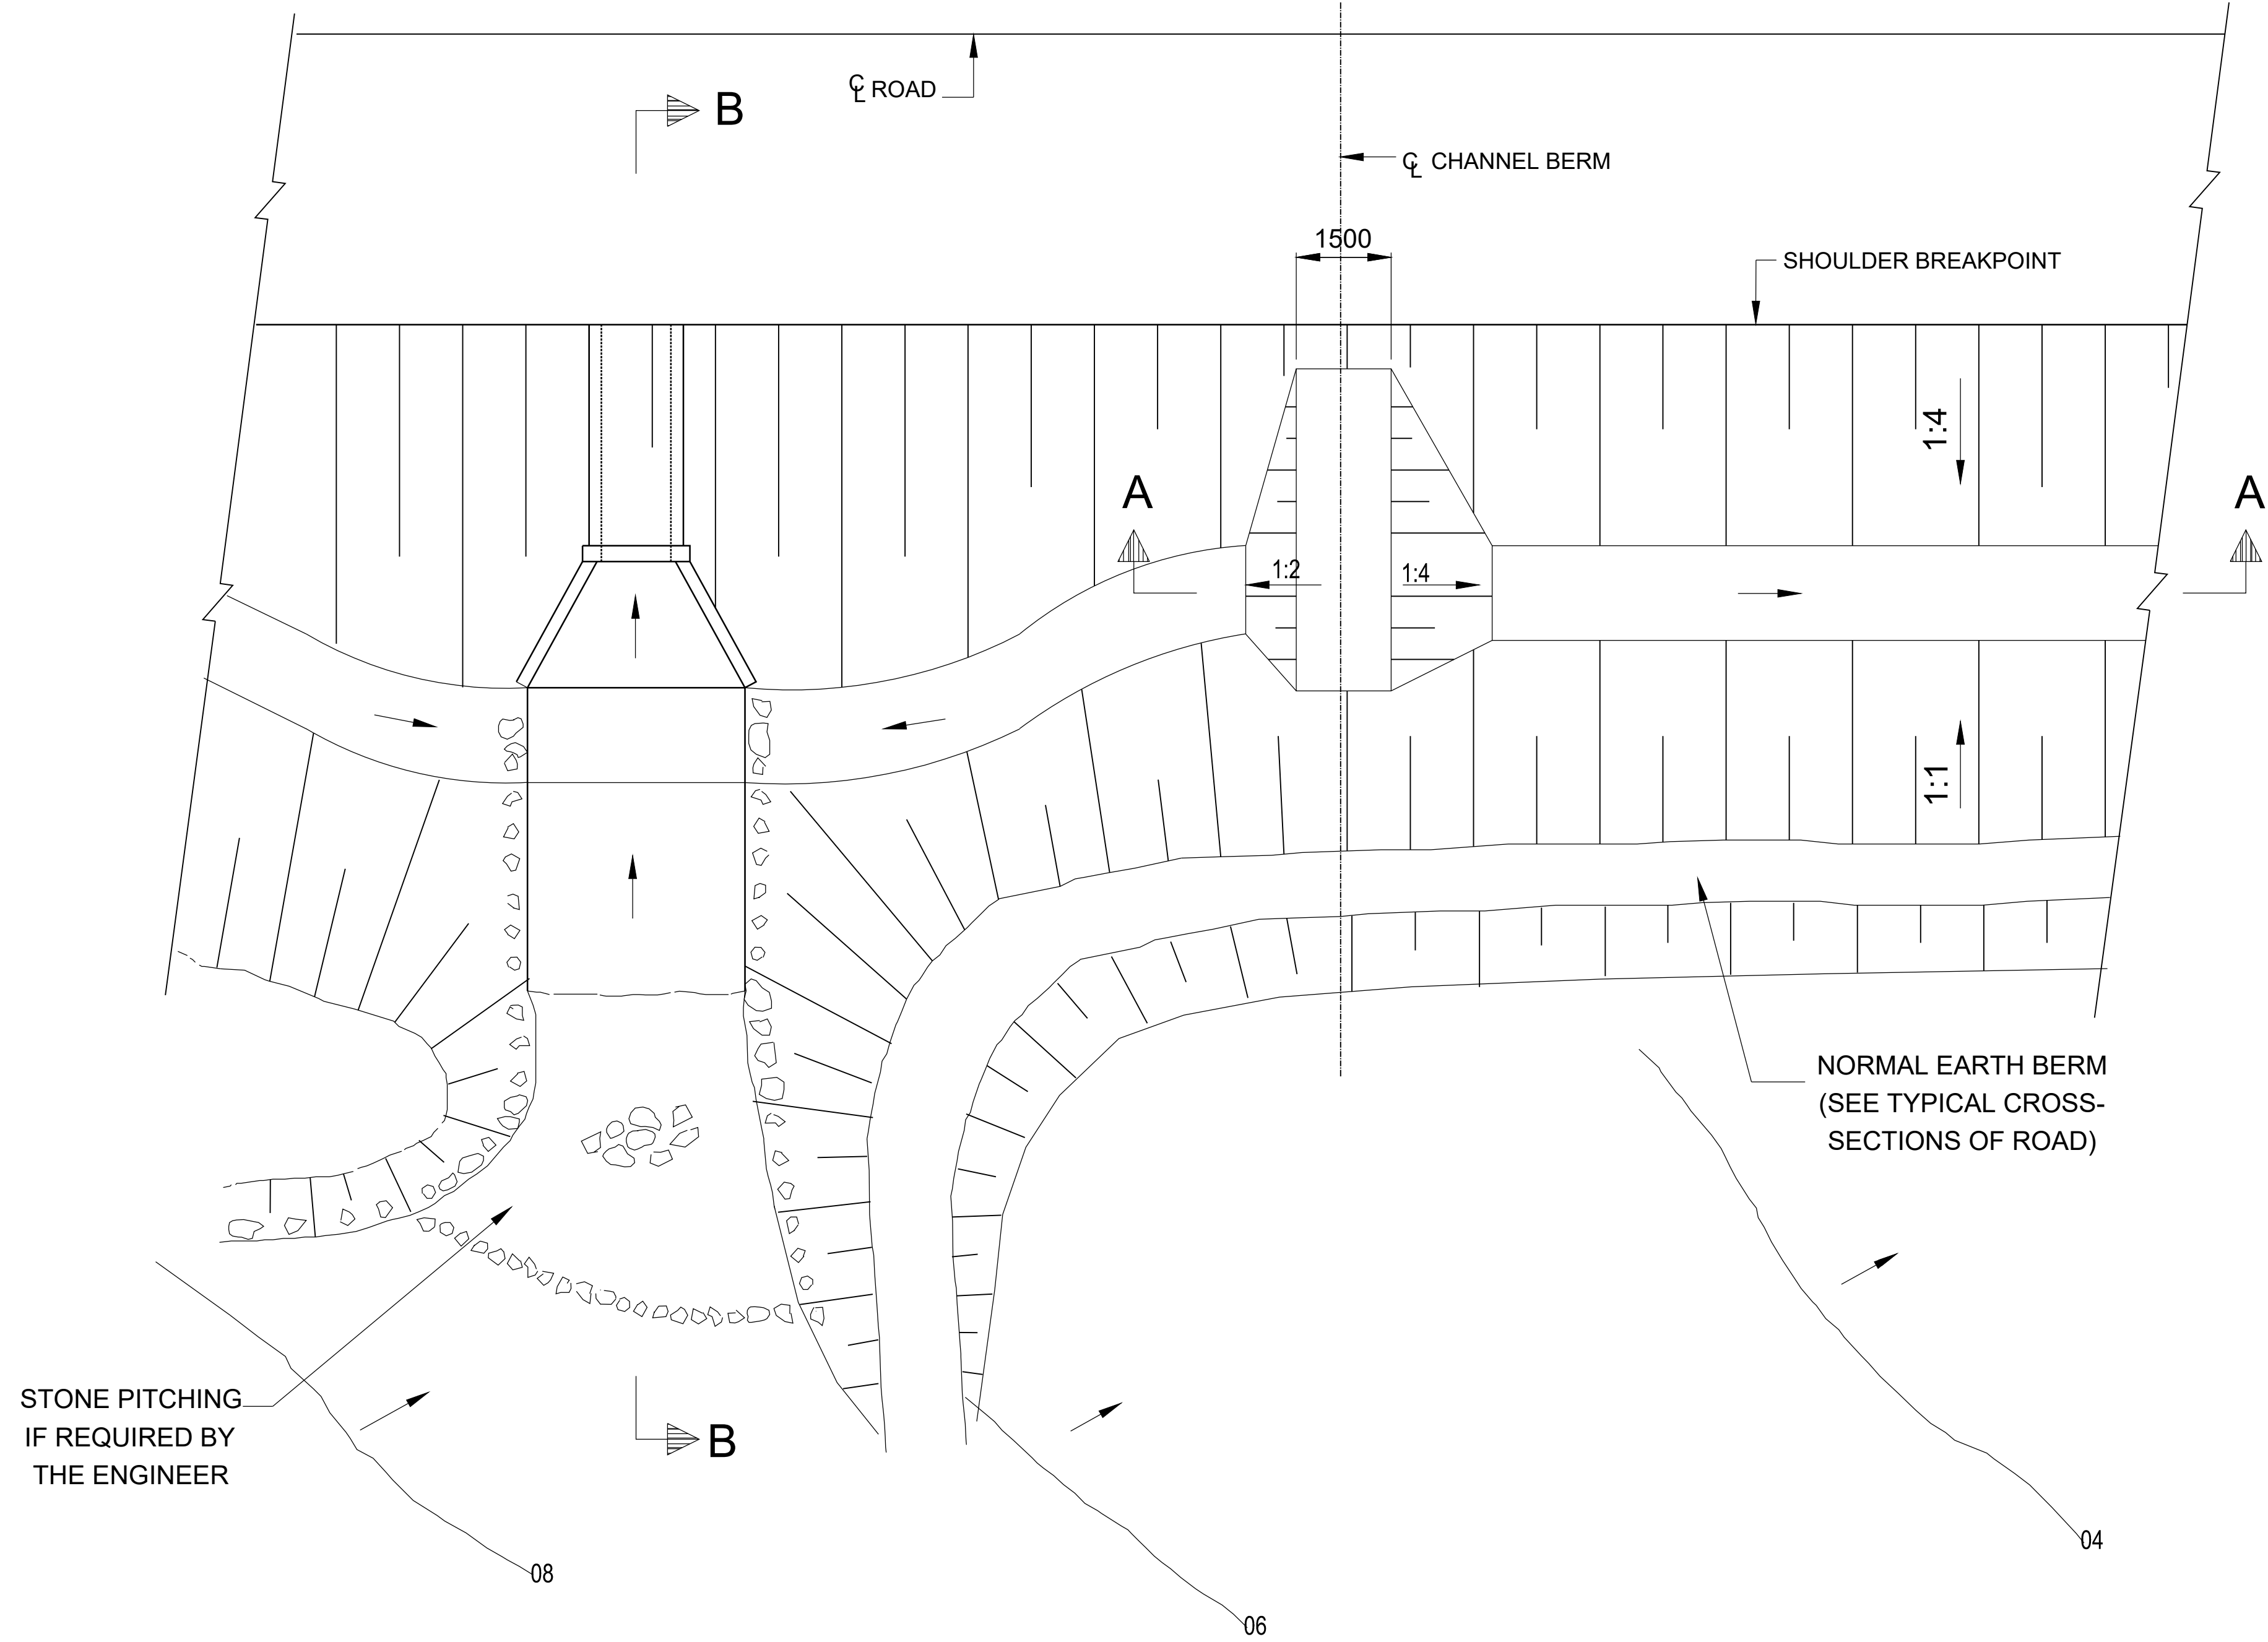 ℄ ROAD
B
℄ CHANNEL BERM
1500
SHOULDER BREAKPOINT
1:4
A
A
1:2
1:4
1:1
NORMAL EARTH BERM
(SEE TYPICAL CROSS-
SECTIONS OF ROAD)
STONE PITCHING
IF REQUIRED BY
THE ENGINEER
B
04
08
06